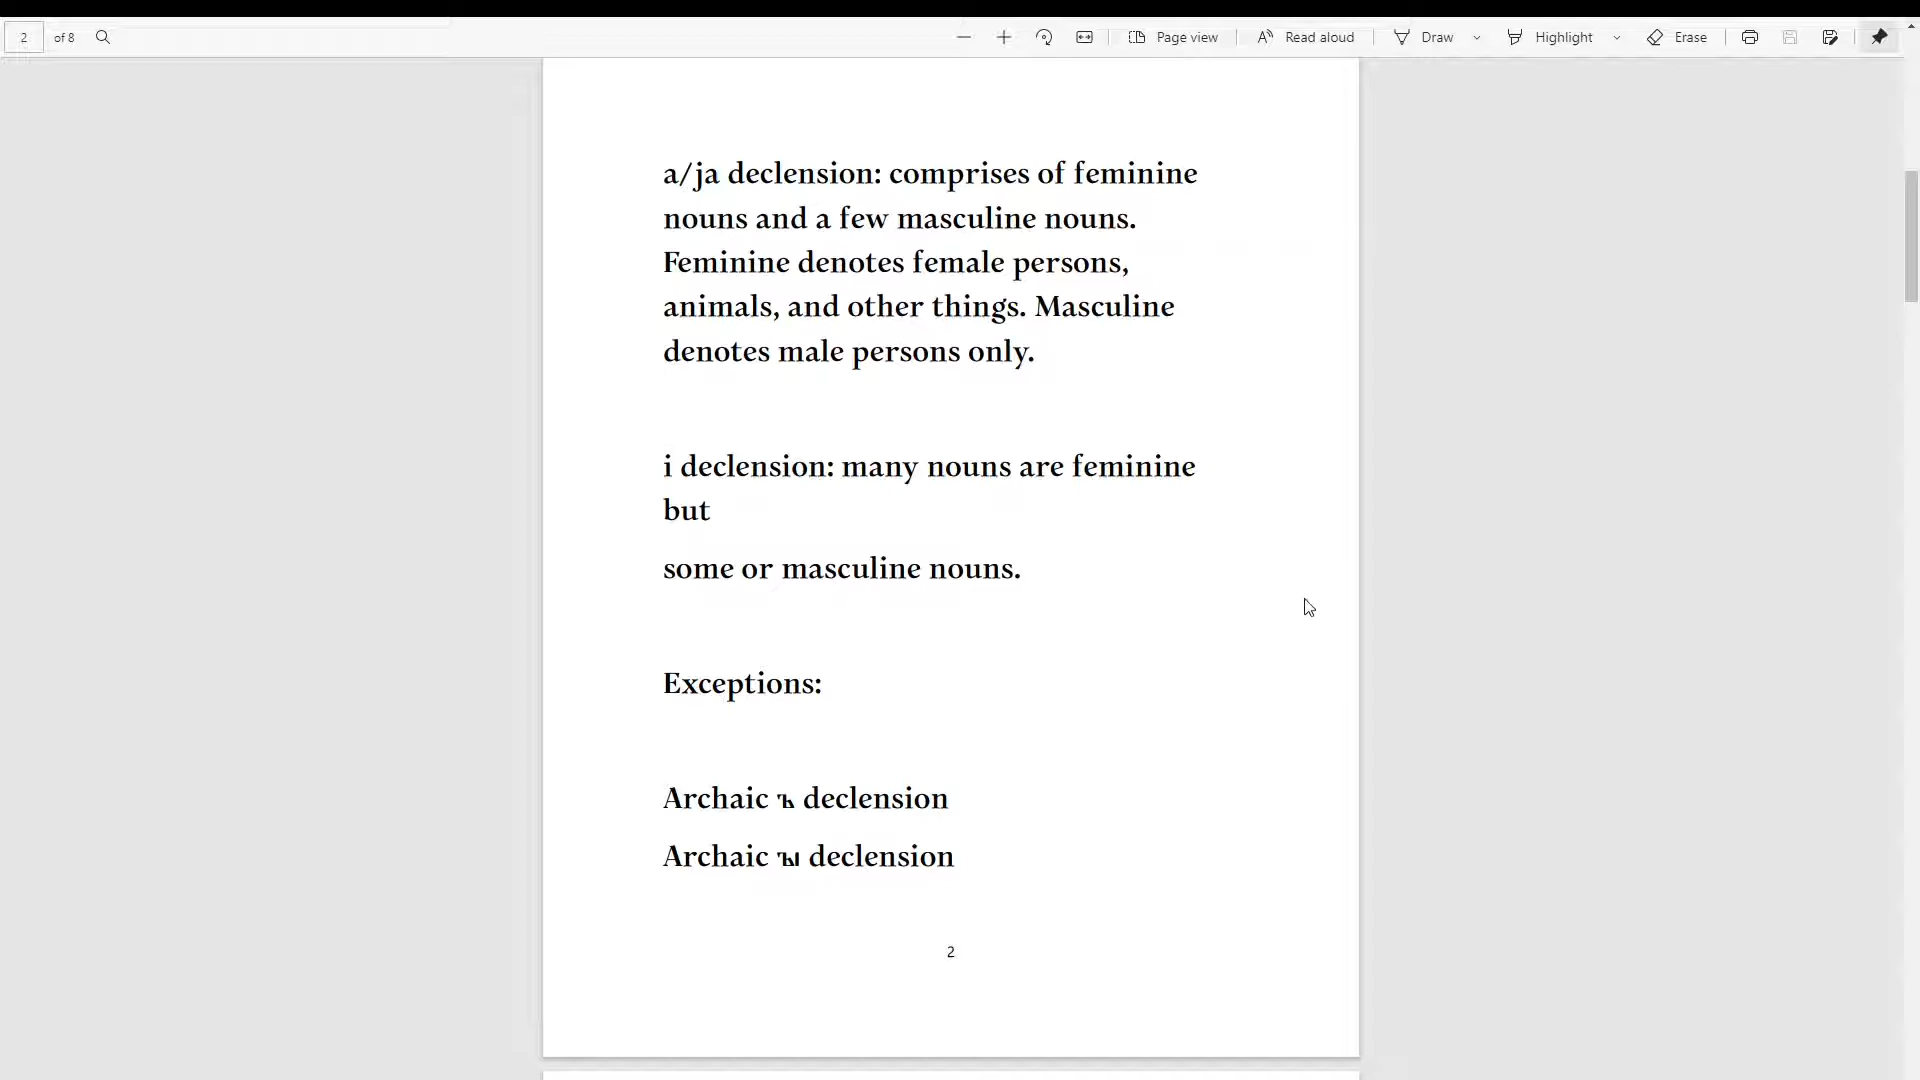 2 of 8 Page view Read aloud Draw Highlight Erase
a/ja declension: comprises of feminine
nouns and a few masculine nouns.
Feminine denotes female persons,
animals, and other things. Masculine
denotes male persons only.
i declension: many nouns are feminine
but
some or masculine nouns.
Exceptions:
Archaic ъ declension
Archaic ꙑ declension
2